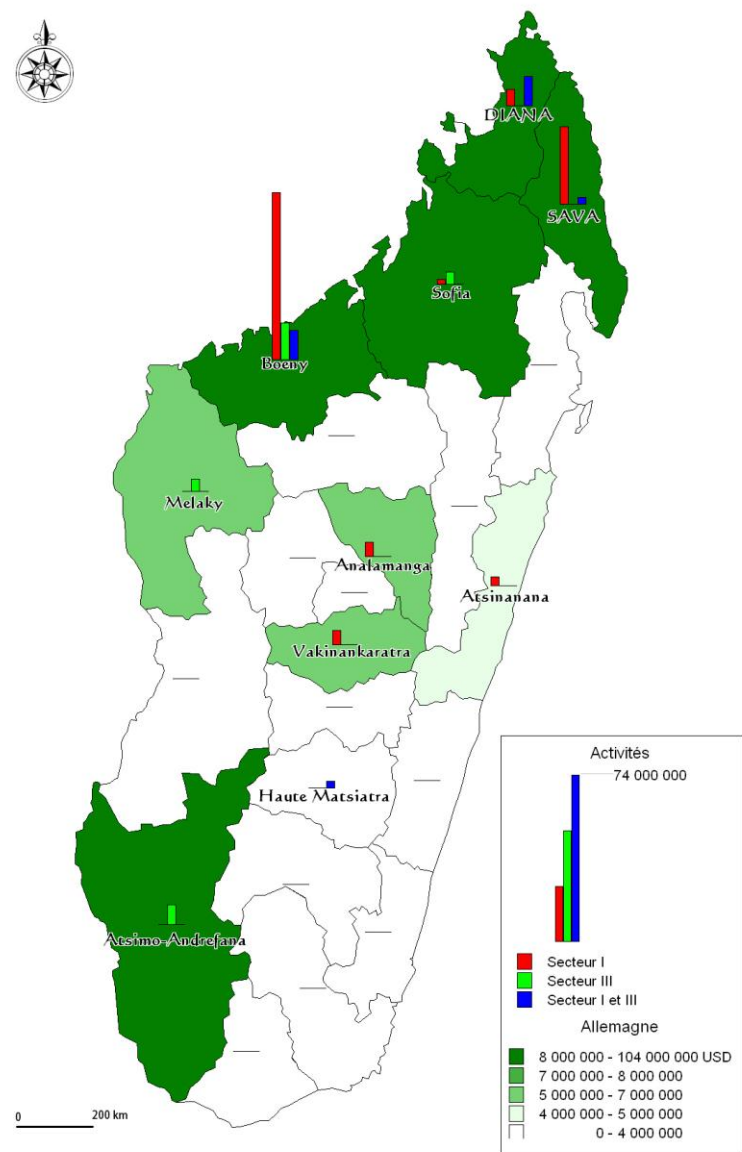 DIANA
SAVA
Sofia
Boeny
Melaky
Analamanga
Atsinanana
Vakinankaratra
Haute Matsiatra
Atsimo-Andrefana
Activités
74 000 000
Secteur I
Secteur III
Secteur I et III
Allemagne
8 000 000 - 104 000 000 USD
7 000 000 - 8 000 000
5 000 000 - 7 000 000
4 000 000 - 5 000 000
0 - 4 000 000
0 200 km